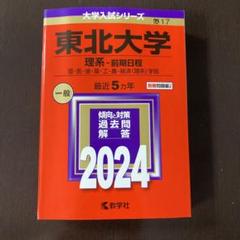 大学入試シリーズ
17
東北大学
理系-前期日程
一般
最近5カ年
傾向と対策
過去問
解答
2024
教学社